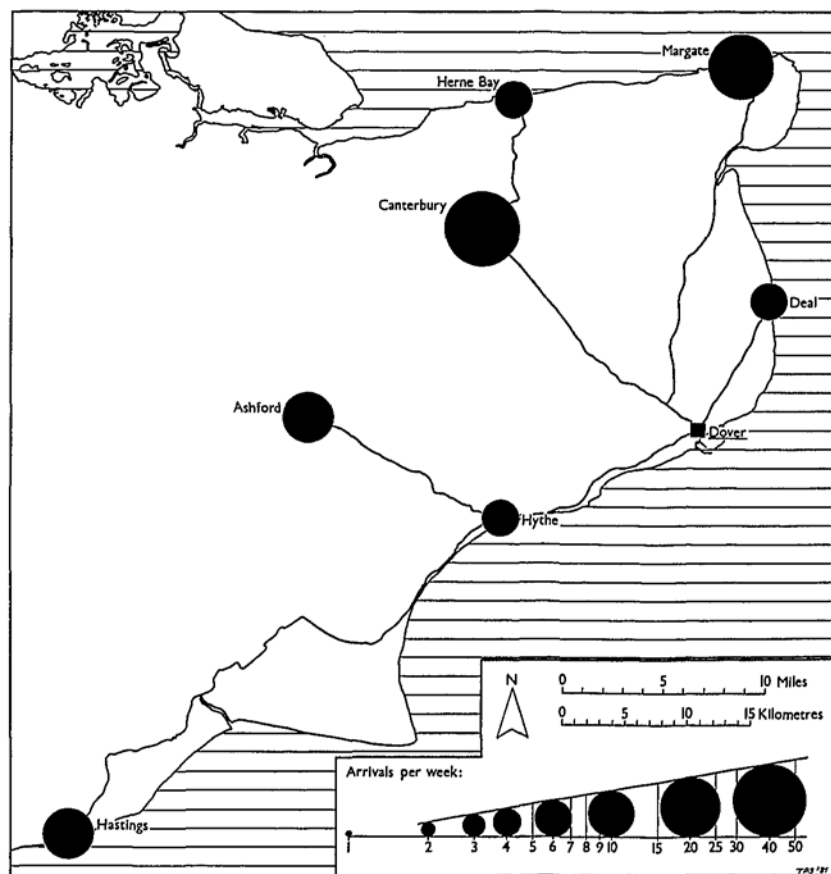 Margate
Herne Bay
Canterbury
Deal
Ashford
Dover
Hythe
N
0 5 10 Miles
0 5 10 15 Kilometres
Arrivals per week:
Hastings
1 2 3 4 5 6 7 8 9 10 15 20 25 30 40 50